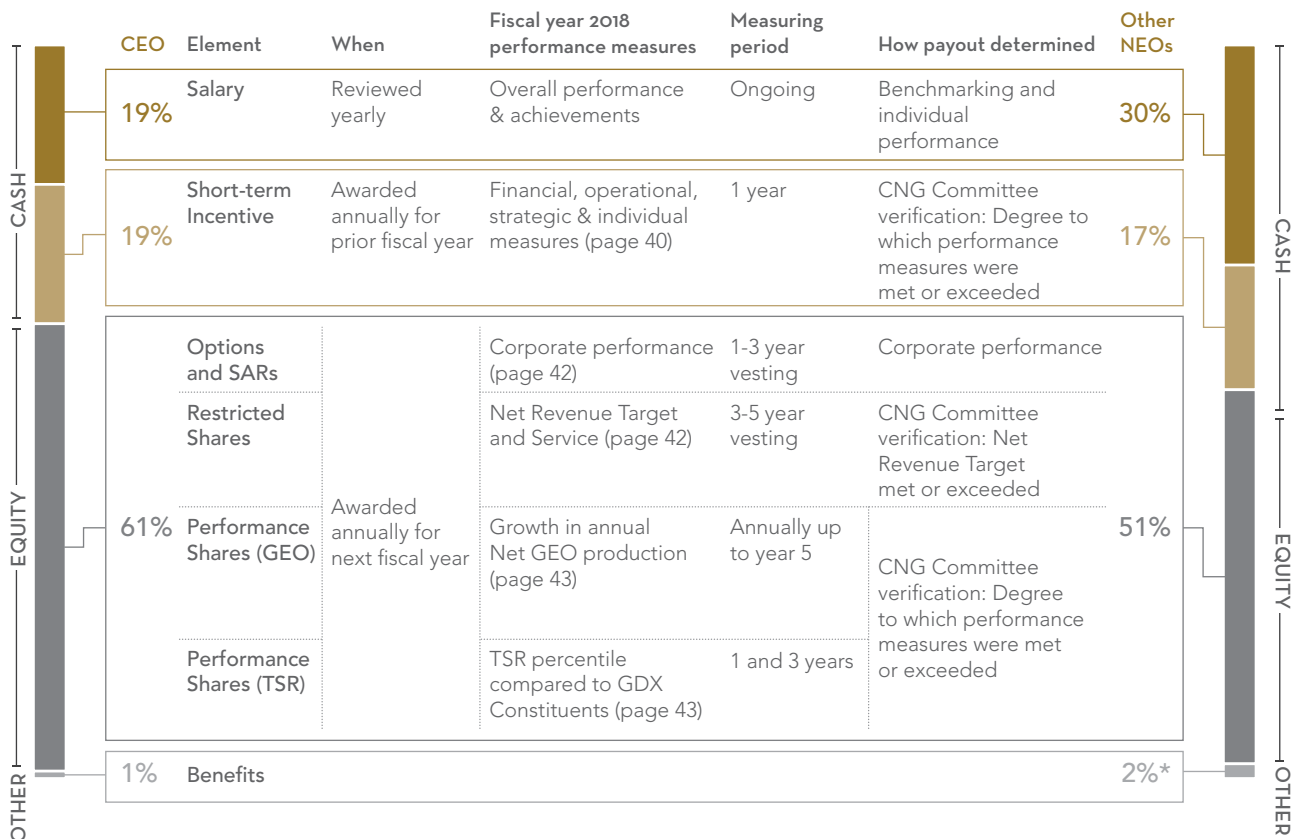 CEO Element When Fiscal year 2018 performance measures Measuring period How payout determined Other NEOs
CASH
EQUITY
OTHER
19%
Salary
Reviewed
yearly
Overall performance
& achievements
Ongoing
Benchmarking and
individual
performance
30%
19%
Short-term
Incentive
Awarded
annually for
prior fiscal year
Financial, operational,
strategic & individual
measures (page 40)
1 year
CNG Committee
verification: Degree to
which performance
measures were
met or exceeded
17%
61%
Awarded
annually for
next fiscal year
Options
and SARs
Corporate performance
(page 42)
1-3 year
vesting
Corporate performance
Restricted
Shares
Net Revenue Target
and Service (page 42)
3-5 year
vesting
CNG Committee
verification: Net
Revenue Target
met or exceeded
Performance
Shares (GEO)
Growth in annual
Net GEO production
(page 43)
Annually up
to year 5
CNG Committee
verification: Degree
to which performance
measures were met
or exceeded
Performance
Shares (TSR)
TSR percentile
compared to GDX
Constituents (page 43)
1 and 3 years
51%
1%
Benefits
2%*
CASH
EQUITY
OTHER